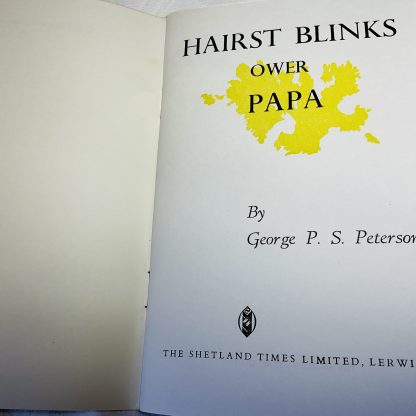 HAIRST BLINKS
OWER
PAPA
By
George P. S. Peterson
THE SHETLAND TIMES LIMITED, LERWI